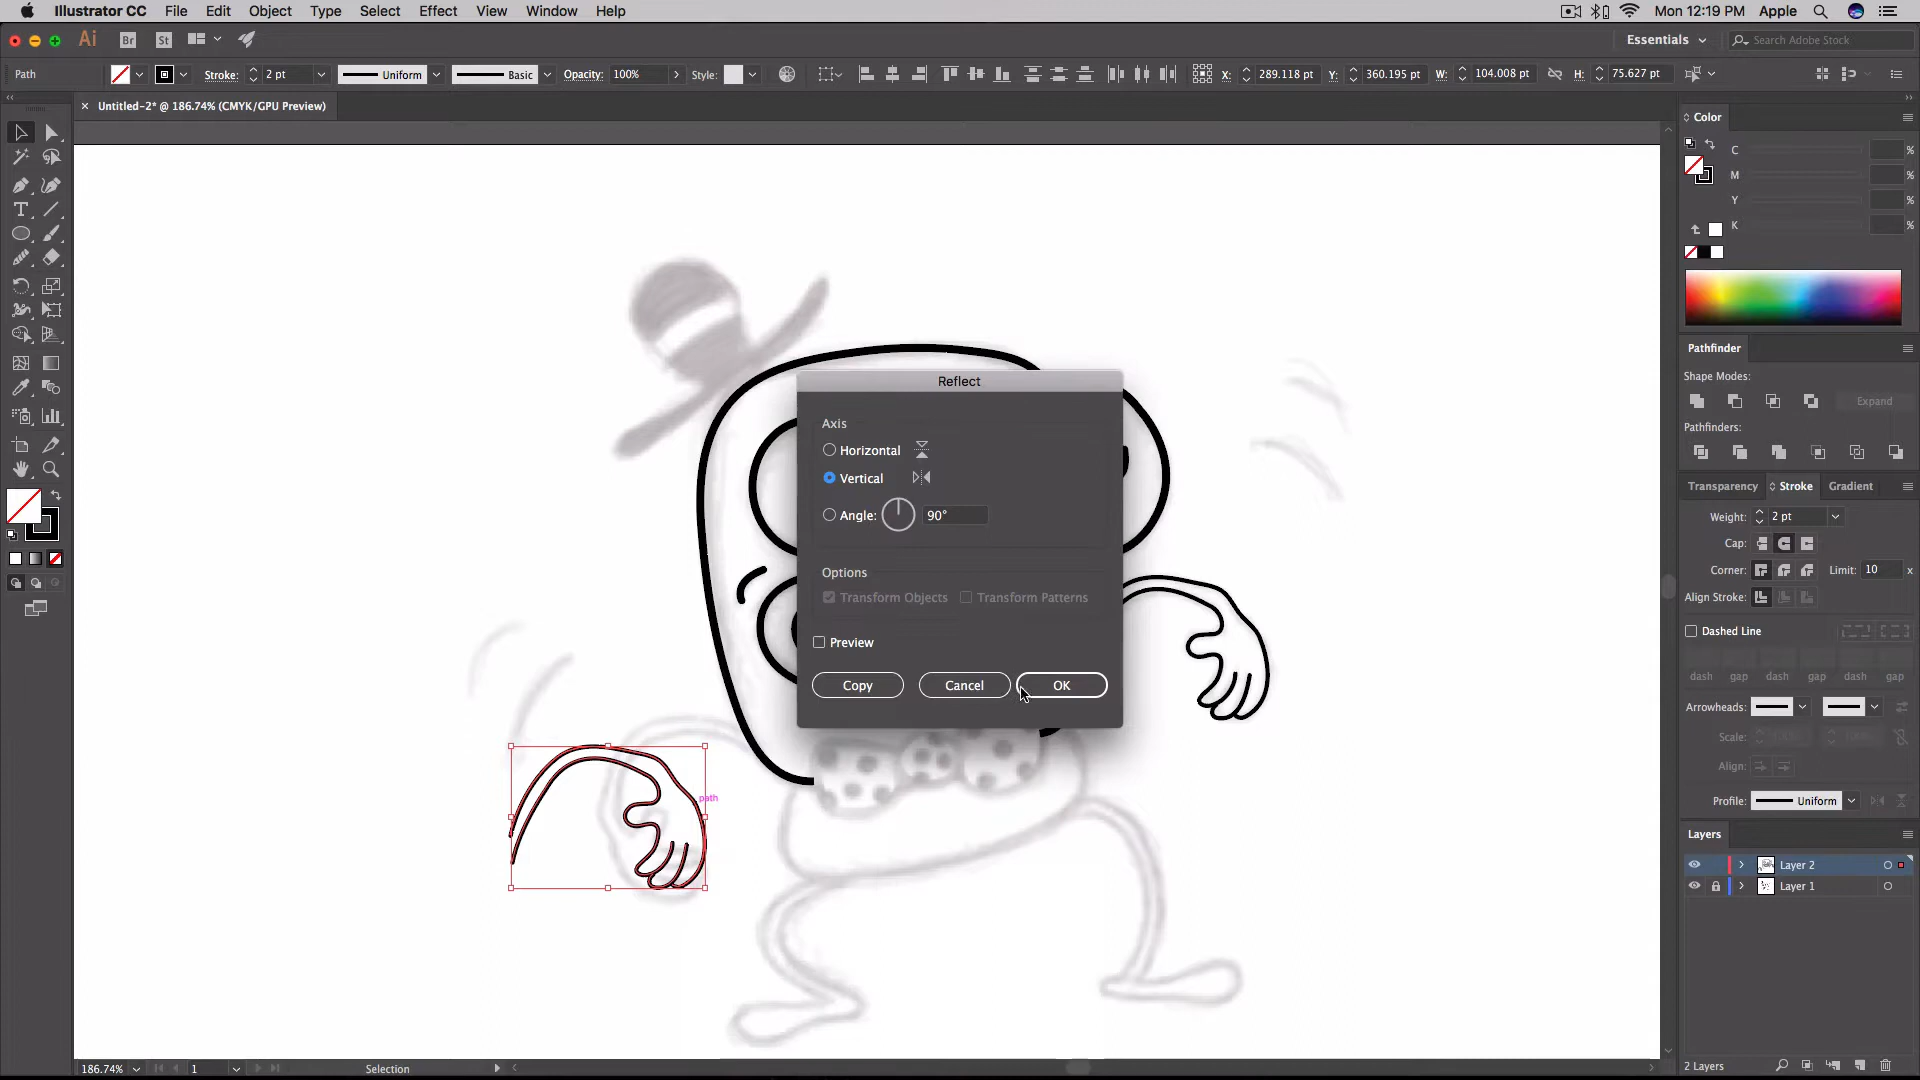 Illustrator CC File Edit Object Type Select Effect View Window Help Mon 12:19 PM Apple
Ai Br St Essentials Search Adobe Stock
Path Stroke: 2 pt Uniform Basic Opacity: 100% Style: X: 289.118 pt Y: 360.195 pt W: 104.008 pt H: 75.627 pt
× Untitled-2* @ 186.74% (CMYK/GPU Preview)
Color
C %
M %
Y %
K %
Pathfinder
Shape Modes:
Expand
Pathfinders:
Transparency Stroke Gradient
Weight: 2 pt
Cap:
Corner: Limit: 10 x
Align Stroke:
Dashed Line
dash gap dash gap dash gap
Arrowheads:
Scale: 100% 100%
Align:
Profile: Uniform
Layers
Layer 2
Layer 1
2 Layers
Reflect
Axis
Horizontal
Vertical
Angle: 90°
Options
Transform Objects Transform Patterns
Preview
Copy Cancel OK
path
186.74% 1 Selection